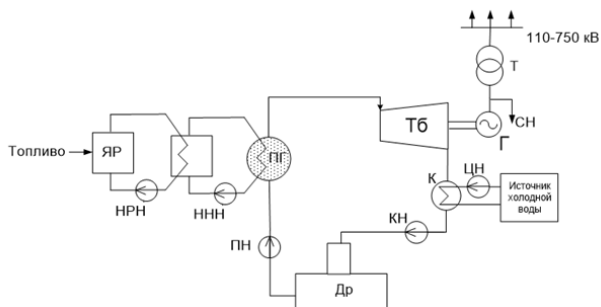 110-750 кВ
Т
СН
Г
Тб
Топливо
ЯР
ПГ
НРН
ННН
К
ЦН
Источник
холодной
воды
КН
ПН
Др